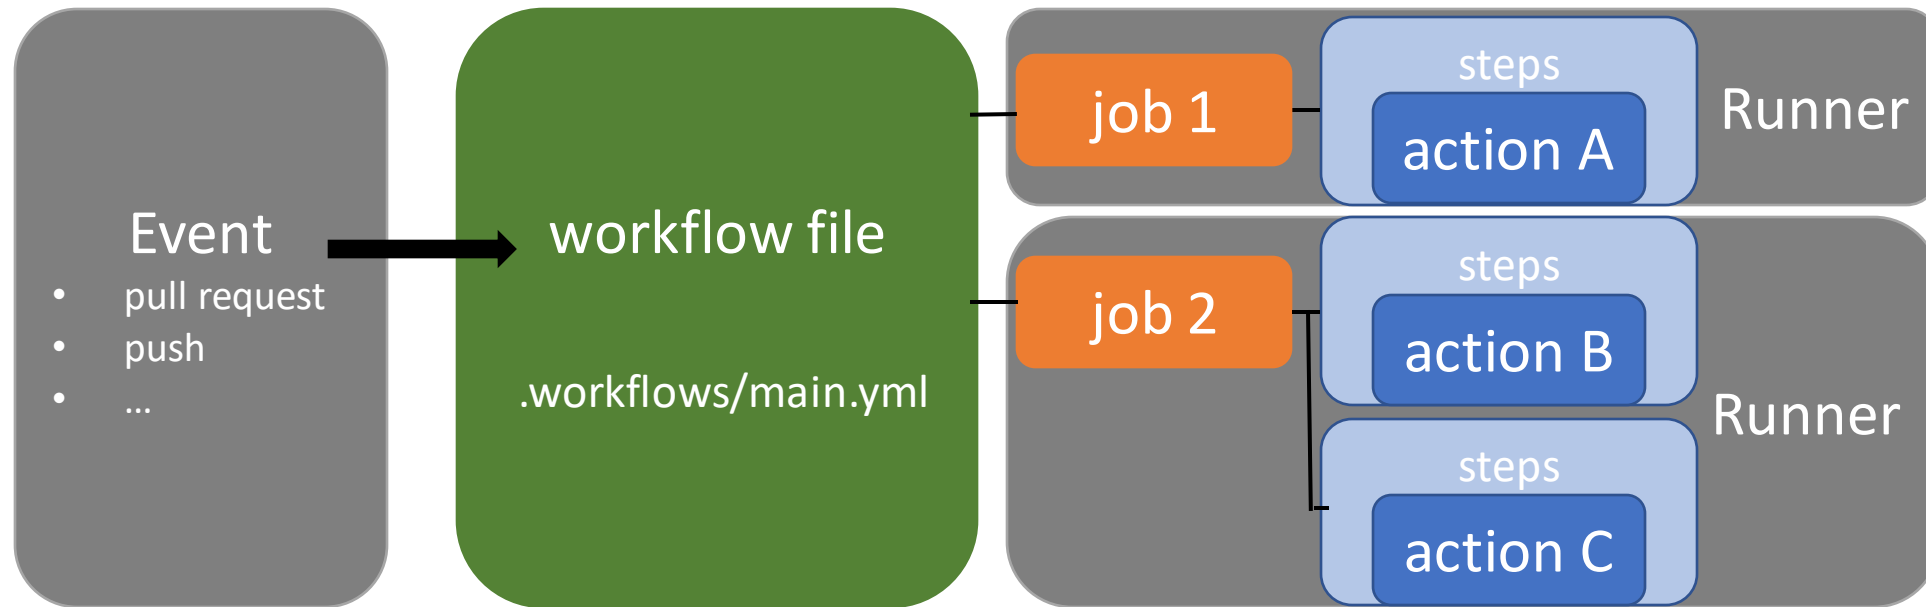 Event
• pull request
• push
• ...
workflow file
.workflows/main.yml
job 1
steps
action A
Runner
job 2
steps
action B
steps
action C
Runner